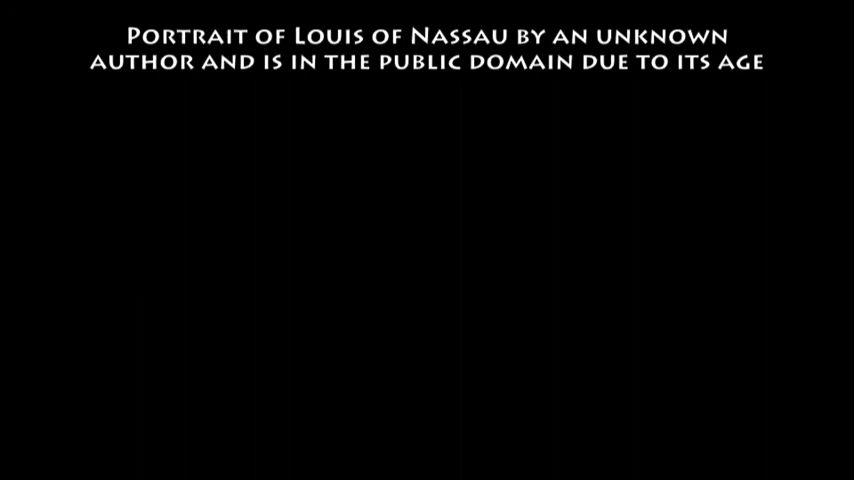 Portrait of Louis of Nassau by an unknown
author and is in the public domain due to its age